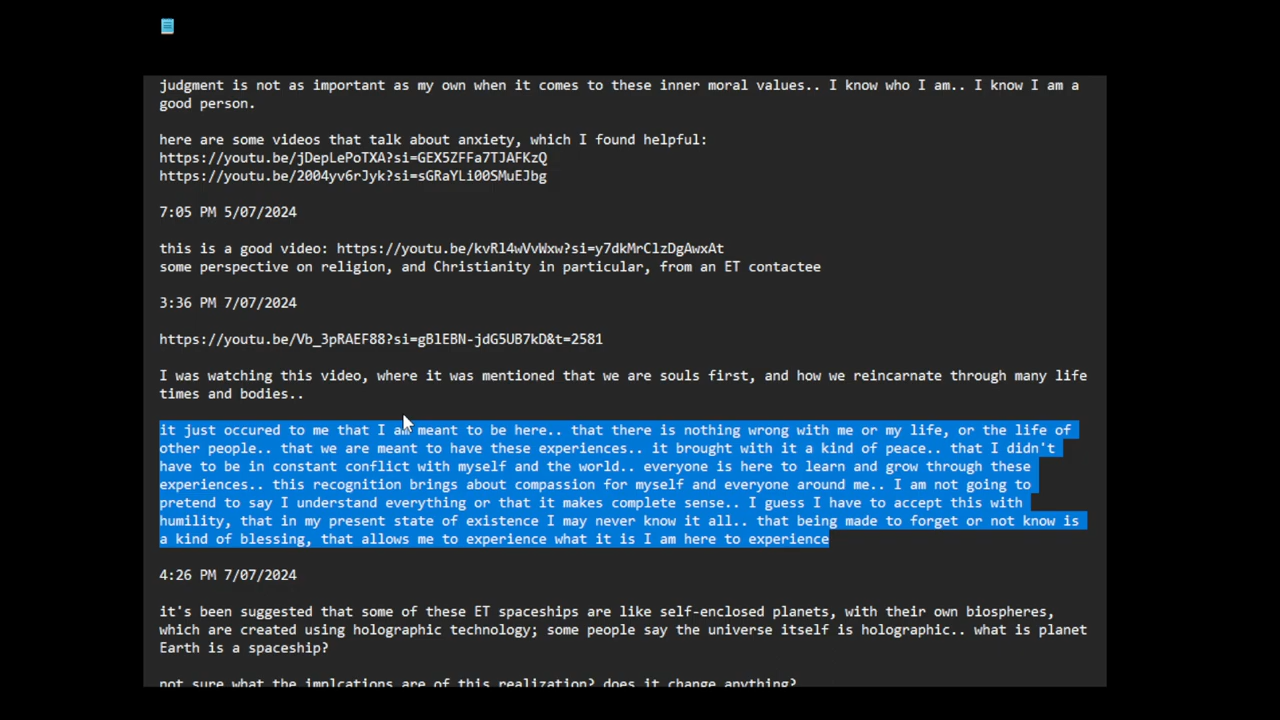 judgment is not as important as my own when it comes to these inner moral values.. I know who I am.. I know I am a
good person.
here are some videos that talk about anxiety, which I found helpful:
https://youtu.be/jDepLePoTXA?si=GEX5ZFFa7TJAFKzQ
https://youtu.be/2004yv6rJyk?si=sGRaYLi00SMuEJbg
7:05 PM 5/07/2024
this is a good video: https://youtu.be/kvRl4wVvWxw?si=y7dkMrClzDgAwxAt
some perspective on religion, and Christianity in particular, from an ET contactee
3:36 PM 7/07/2024
https://youtu.be/Vb_3pRAEF88?si=gBlEBN-jdG5UB7kD&t=2581
I was watching this video, where it was mentioned that we are souls first, and how we reincarnate through many life
times and bodies..
it just occured to me that I am meant to be here.. that there is nothing wrong with me or my life, or the life of
other people.. that we are meant to have these experiences.. it brought with it a kind of peace.. that I didn't
have to be in constant conflict with myself and the world.. everyone is here to learn and grow through these
experiences.. this recognition brings about compassion for myself and everyone around me.. I am not going to
pretend to say I understand everything or that it makes complete sense.. I guess I have to accept this with
humility, that in my present state of existence I may never know it all.. that being made to forget or not know is
a kind of blessing, that allows me to experience what it is I am here to experience
4:26 PM 7/07/2024
it's been suggested that some of these ET spaceships are like self-enclosed planets, with their own biospheres,
which are created using holographic technology; some people say the universe itself is holographic.. what is planet
Earth is a spaceship?
not sure what the implcations are of this realization? does it change anything?